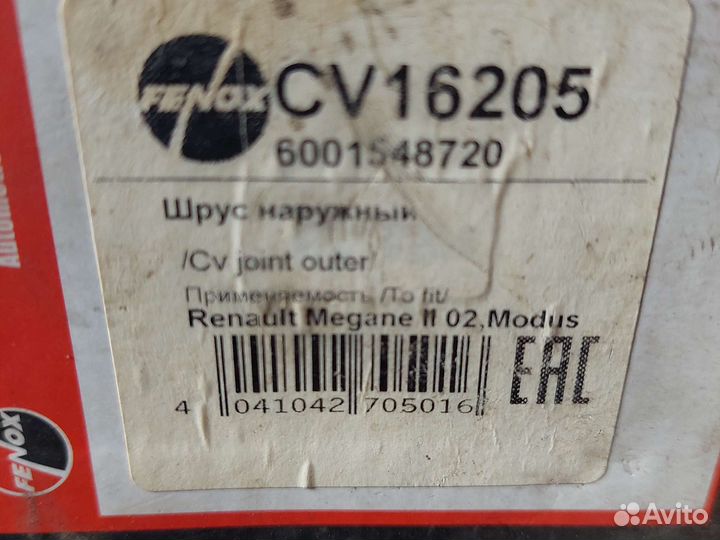 FENOX
CV16205
6001548720
Шрус наружный
/Cv joint outer/
Применяемость /To fit/
Renault Megane II 02,Modus
4 041042 705016
EAC
FENOX
Avito